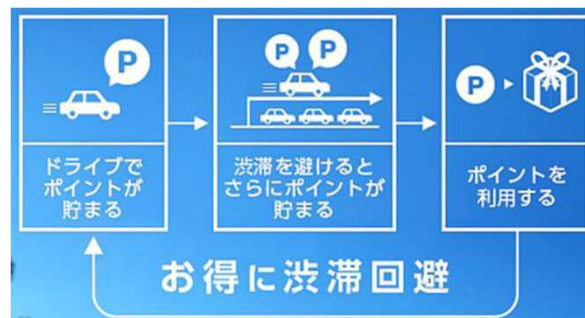 P
ドライブで
ポイントが
貯まる
P P
渋滞を避けると
さらにポイントが
貯まる
P
ポイントを
利用する
お得に渋滞回避